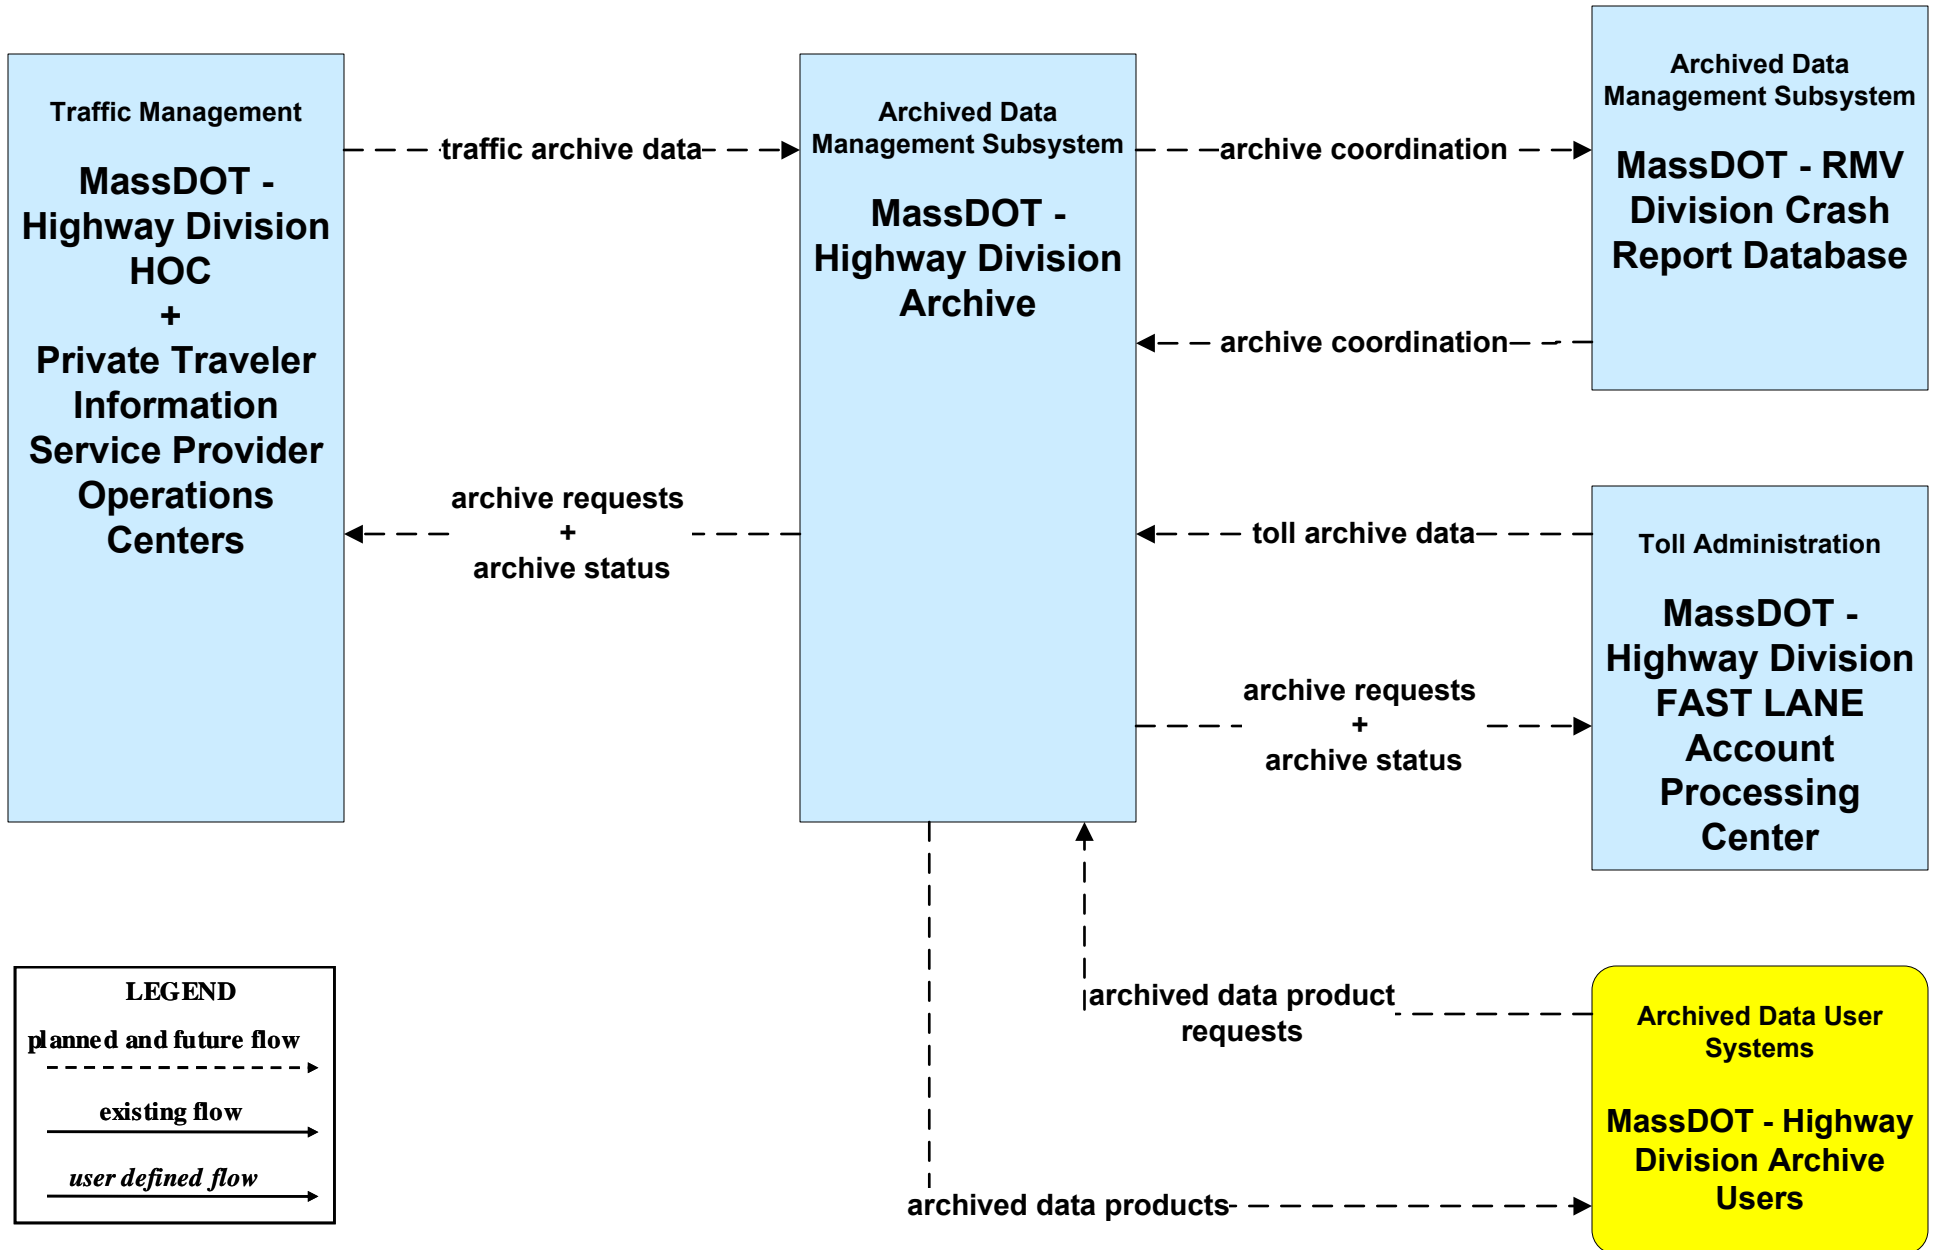 Traffic Management
MassDOT -
Highway Division
HOC
+
Private Traveler
Information
Service Provider
Operations
Centers
traffic archive data
archive requests
+
archive status
Archived Data
Management Subsystem
MassDOT -
Highway Division
Archive
archive coordination
archive coordination
toll archive data
archive requests
+
archive status
Archived Data
Management Subsystem
MassDOT - RMV
Division Crash
Report Database
Toll Administration
MassDOT -
Highway Division
FAST LANE
Account
Processing
Center
archived data product
requests
archived data products
Archived Data User
Systems
MassDOT - Highway
Division Archive
Users
LEGEND
planned and future flow
existing flow
user defined flow